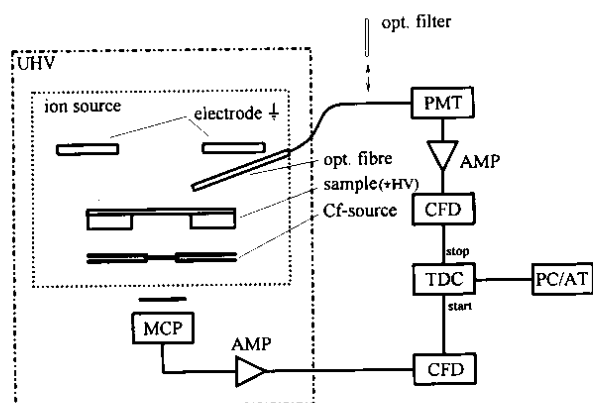 opt. filter
UHV
ion source
electrode
PMT
opt. fibre
AMP
sample(+HV)
Cf-source
CFD
stop
TDC
PC/AT
start
MCP
AMP
CFD